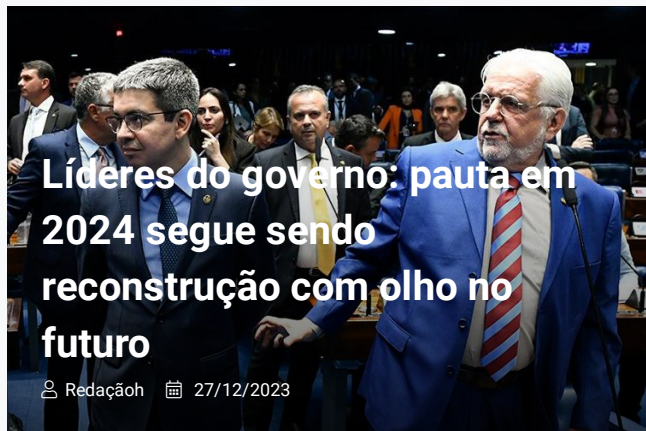 Líderes do governo: pauta em
2024 segue sendo
reconstrução com olho no
futuro
Redaçãoh 27/12/2023